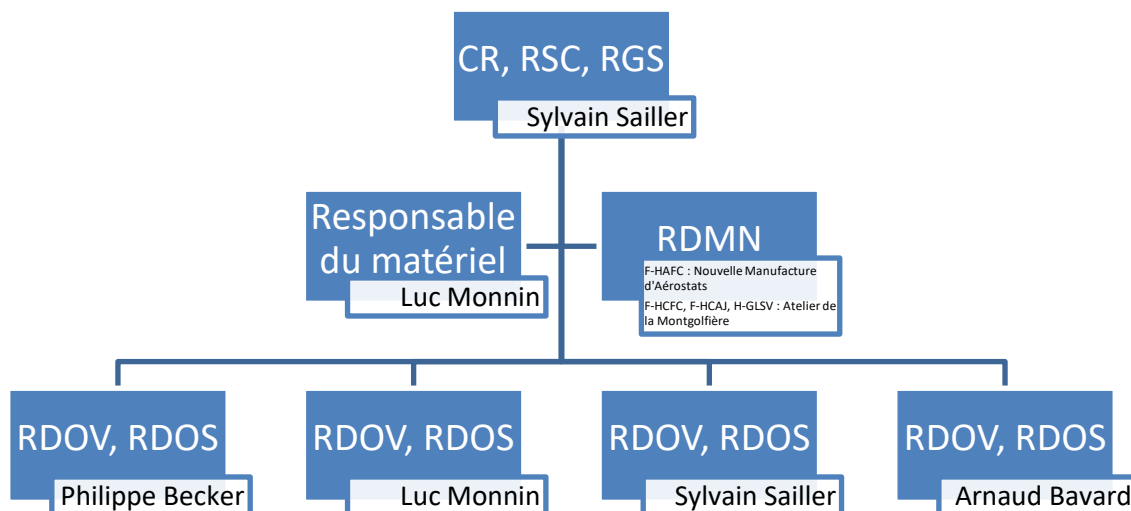 CR, RSC, RGS
Sylvain Sailler
Responsable
du matériel
Luc Monnin
RDMN
F-HAFC : Nouvelle Manufacture
d'Aérostats
F-HCFC, F-HCAJ, H-GLSV : Atelier de
la Montgolfière
RDOV, RDOS
Philippe Becker
RDOV, RDOS
Luc Monnin
RDOV, RDOS
Sylvain Sailler
RDOV, RDOS
Arnaud Bavard